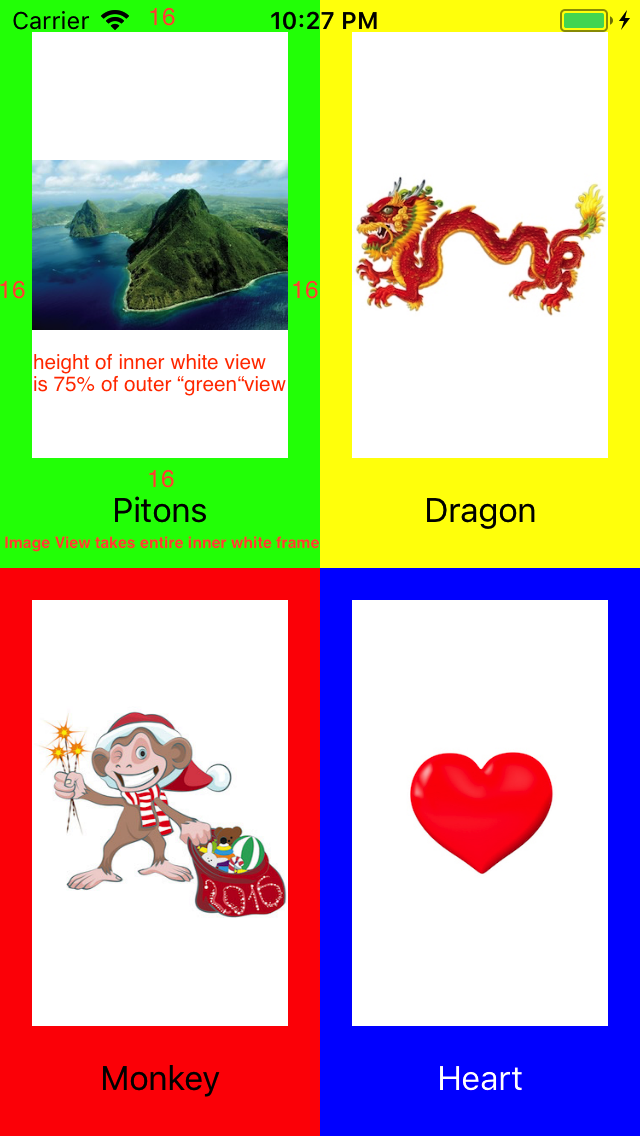 Carrier 16 10:27 PM
16 16
height of inner white view
is 75% of outer “green“view
16
Pitons
Dragon
Image View takes entire inner white frame
2016
Monkey
Heart